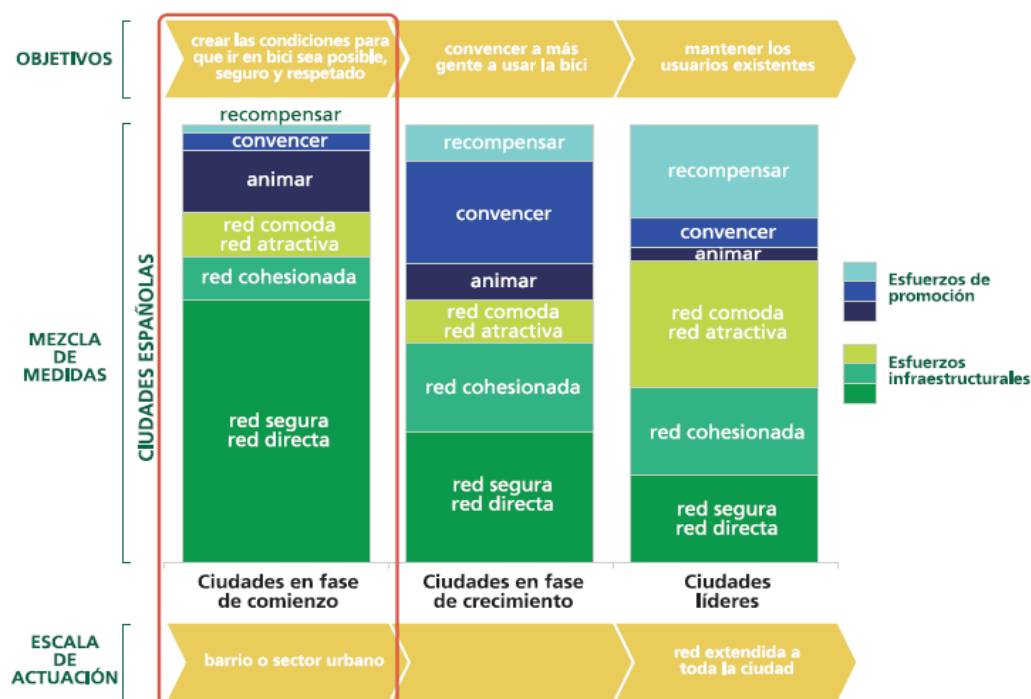 OBJETIVOS
crear las condiciones para
que ir en bici sea posible,
seguro y respetado
convencer a más
gente a usar la bici
mantener los
usuarios existentes
MEZCLA
DE
MEDIDAS
CIUDADES ESPAÑOLAS
recompensar
convencer
animar
red comoda
red atractiva
red cohesionada
red segura
red directa
Ciudades en fase
de comienzo
recompensar
convencer
animar
red comoda
red atractiva
red cohesionada
red segura
red directa
Ciudades en fase
de crecimiento
recompensar
convencer
animar
red comoda
red atractiva
red cohesionada
red segura
red directa
Ciudades
líderes
Esfuerzos de
promoción
Esfuerzos
infraestructurales
ESCALA
DE
ACTUACIÓN
barrio o sector urbano
red extendida a
toda la ciudad